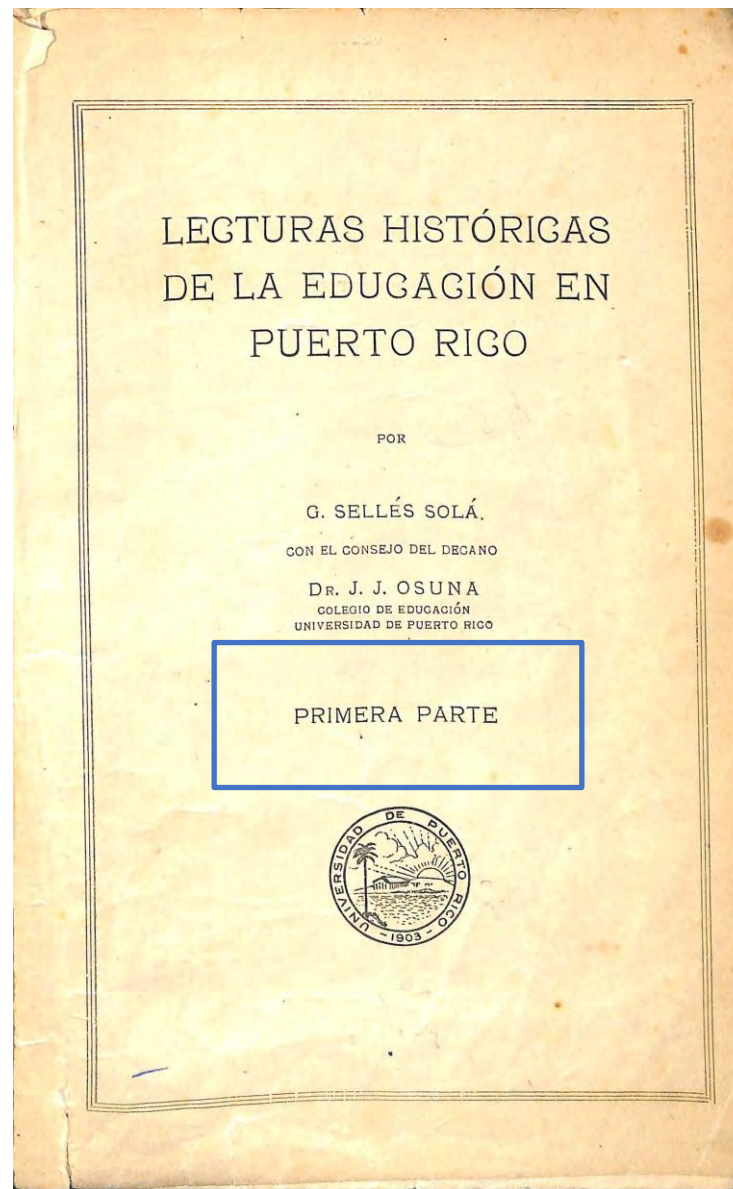 LECTURAS HISTÓRICAS
DE LA EDUCACIÓN EN
PUERTO RICO
POR
G. SELLÉS SOLÁ.
CON EL CONSEJO DEL DECANO
DR. J. J. OSUNA
COLEGIO DE EDUCACIÓN
UNIVERSIDAD DE PUERTO RICO
PRIMERA PARTE
UNIVERSIDAD DE PUERTO RICO
-1903-